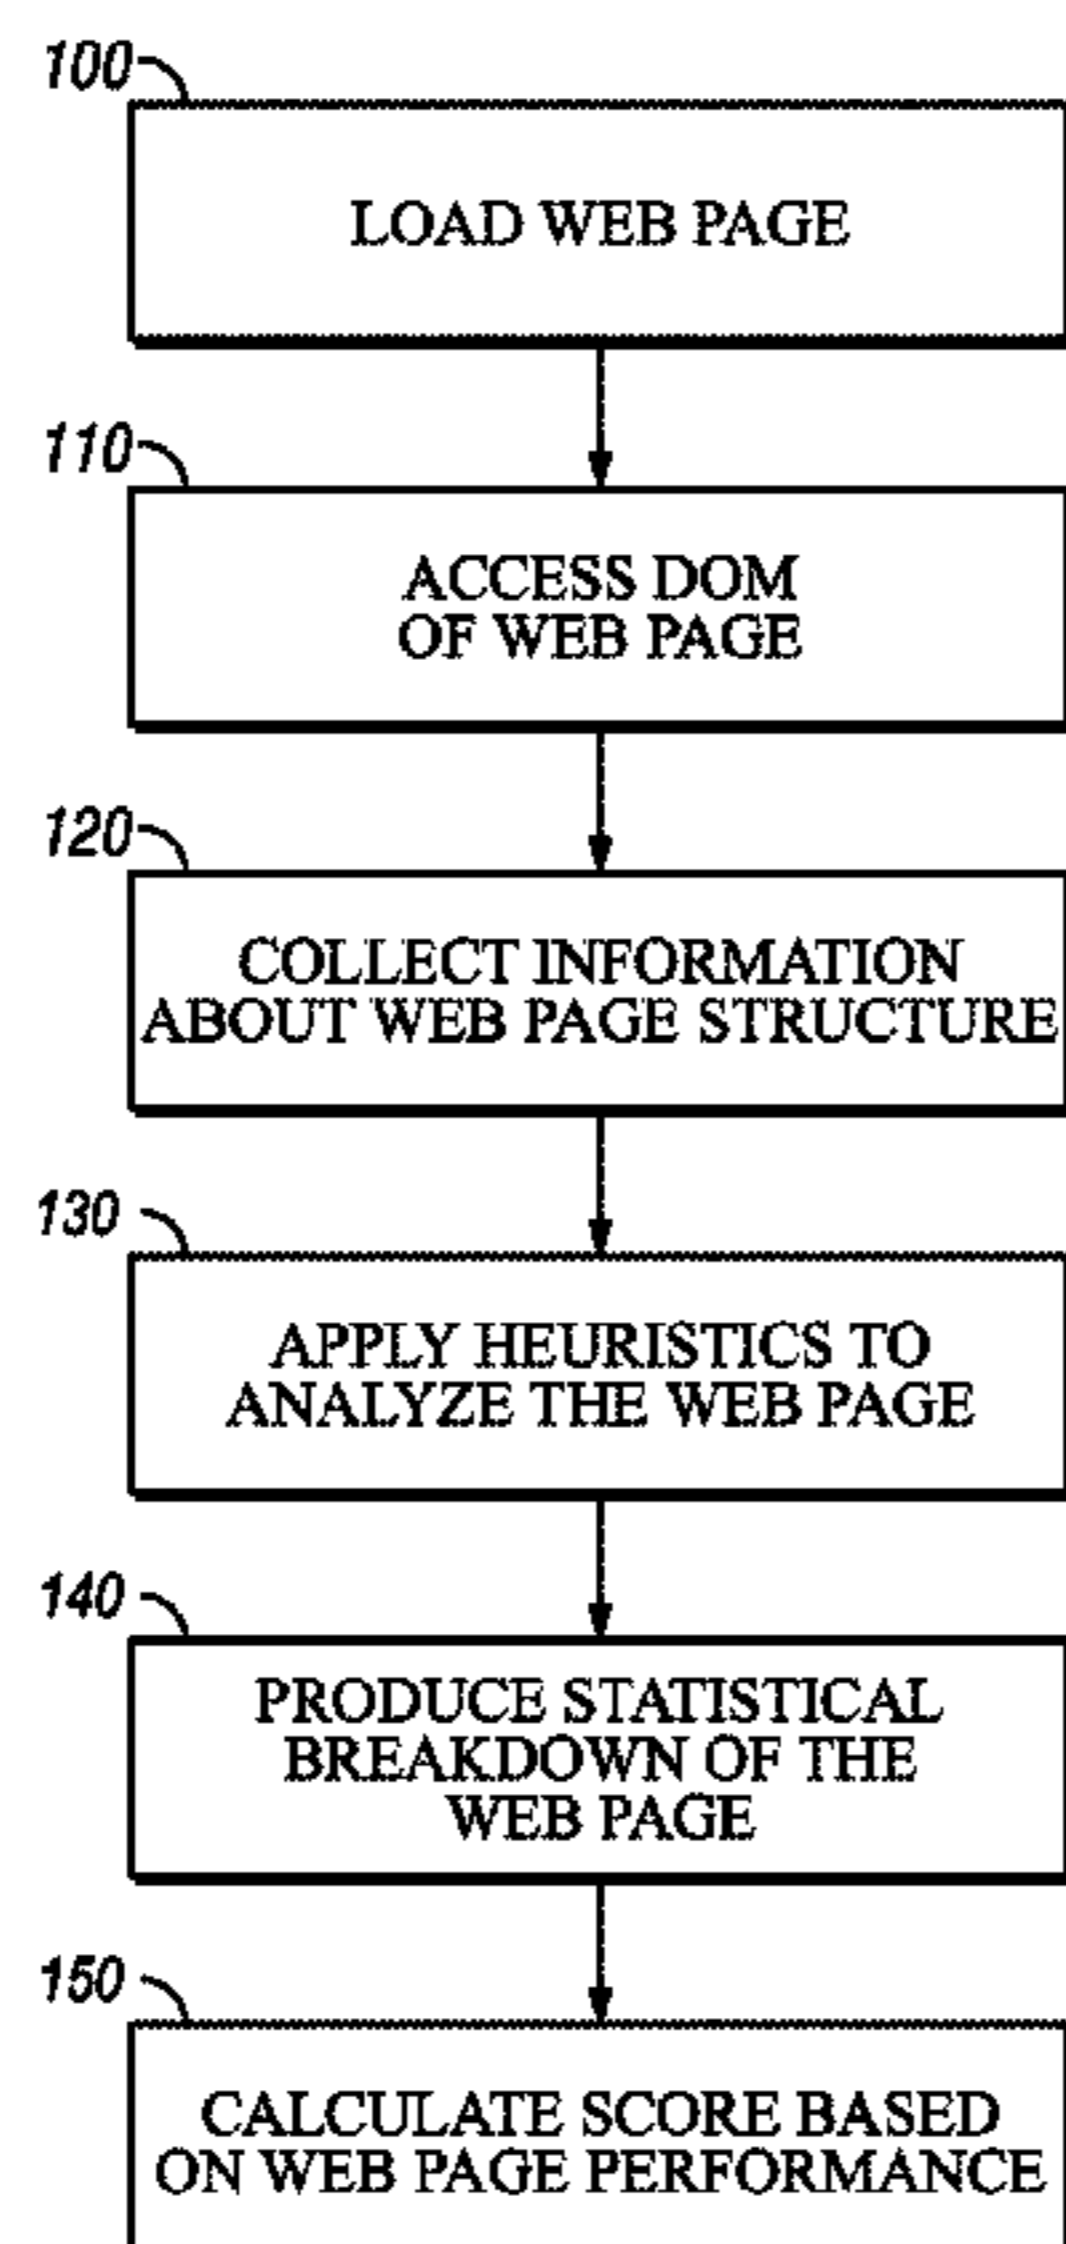 100
LOAD WEB PAGE
110
ACCESS DOM
OF WEB PAGE
120
COLLECT INFORMATION
ABOUT WEB PAGE STRUCTURE
130
APPLY HEURISTICS TO
ANALYZE THE WEB PAGE
140
PRODUCE STATISTICAL
BREAKDOWN OF THE
WEB PAGE
150
CALCULATE SCORE BASED
ON WEB PAGE PERFORMANCE